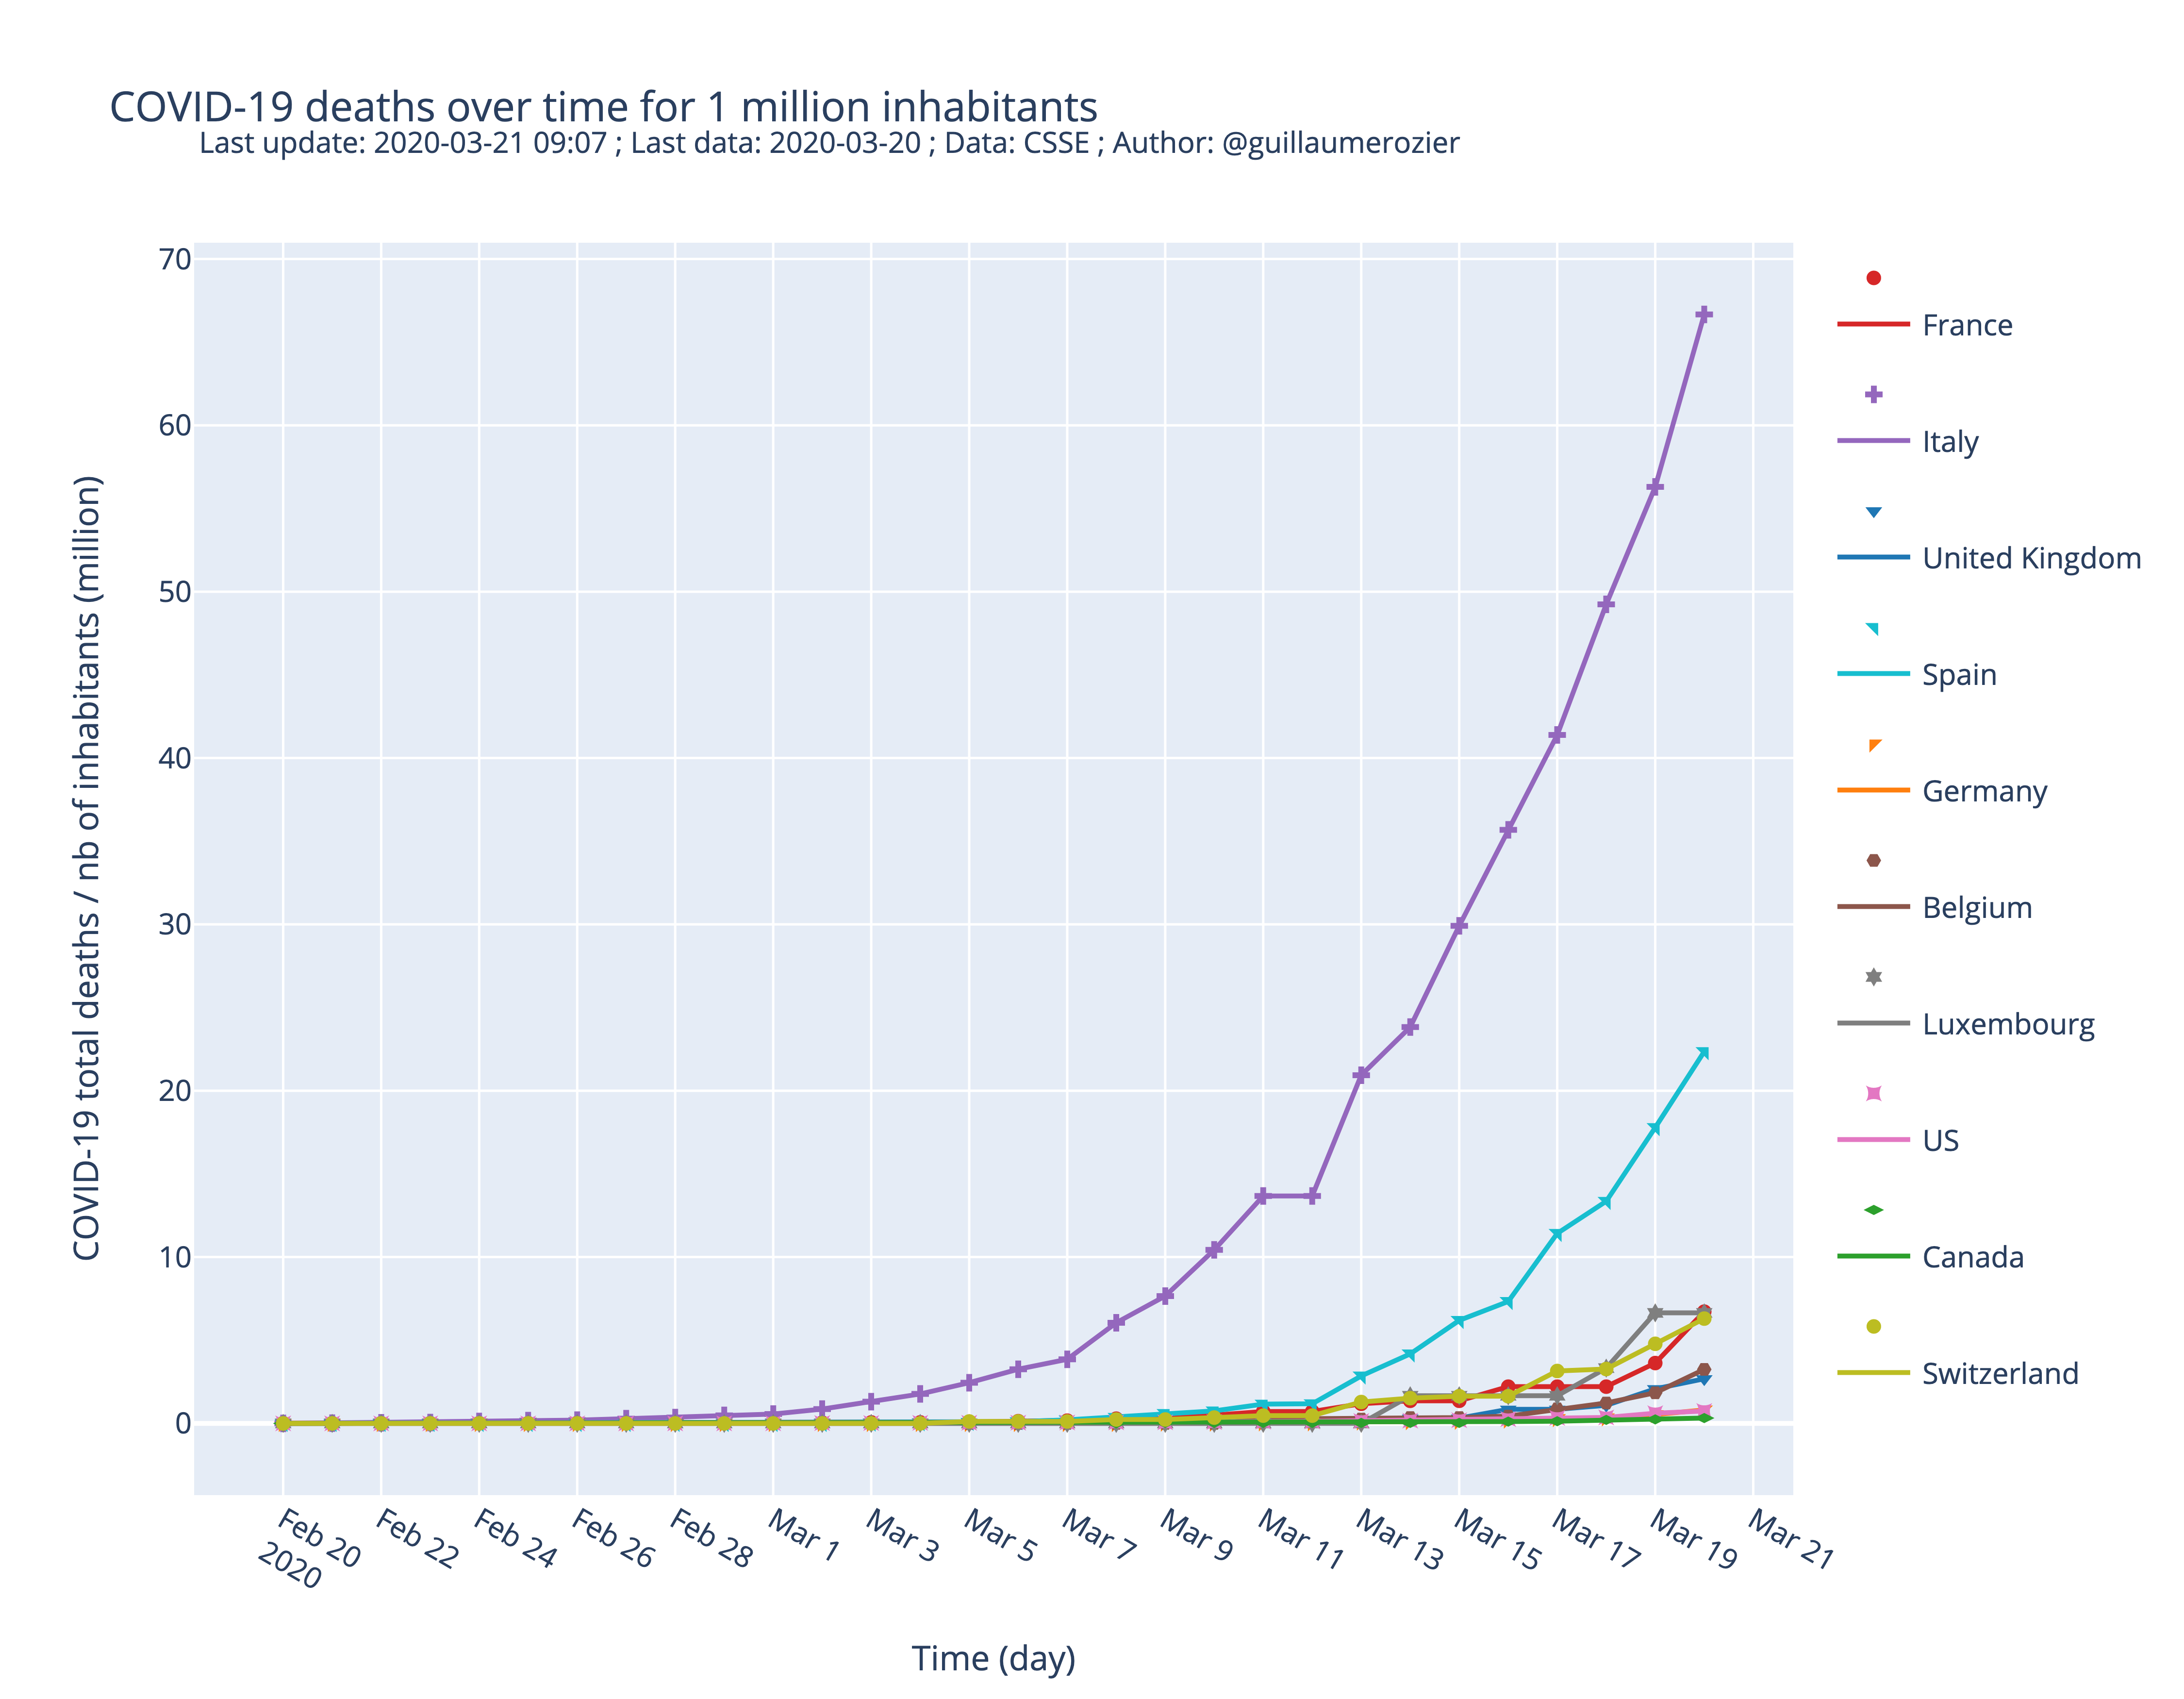 COVID-19 deaths over time for 1 million inhabitants
Last update: 2020-03-21 09:07 ; Last data: 2020-03-20 ; Data: CSSE ; Author: @guillaumerozier
COVID-19 total deaths / nb of inhabitants (million)
70
60
50
40
30
20
10
0
Feb 20
2020
Feb 22
Feb 24
Feb 26
Feb 28
Mar 1
Mar 3
Mar 5
Mar 7
Mar 9
Mar 11
Mar 13
Mar 15
Mar 17
Mar 19
Mar 21
Time (day)
France
Italy
United Kingdom
Spain
Germany
Belgium
Luxembourg
US
Canada
Switzerland